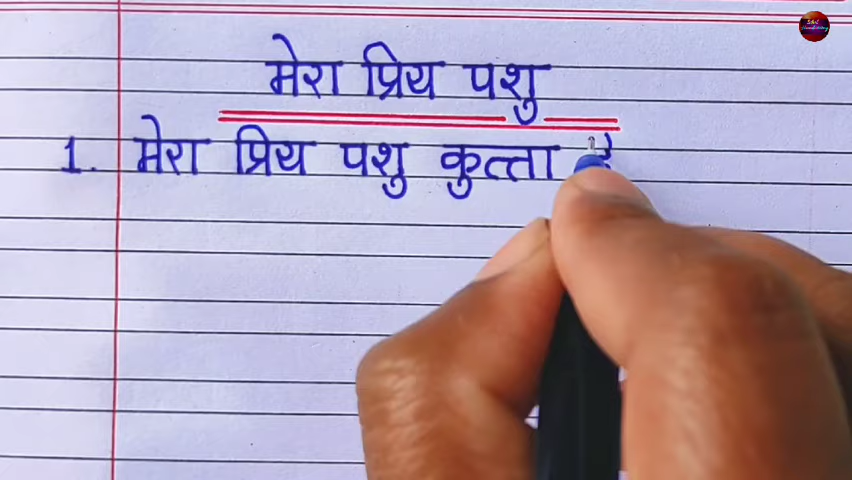 मेरा प्रिय पशु
1. मेरा प्रिय पशु कुत्ता है